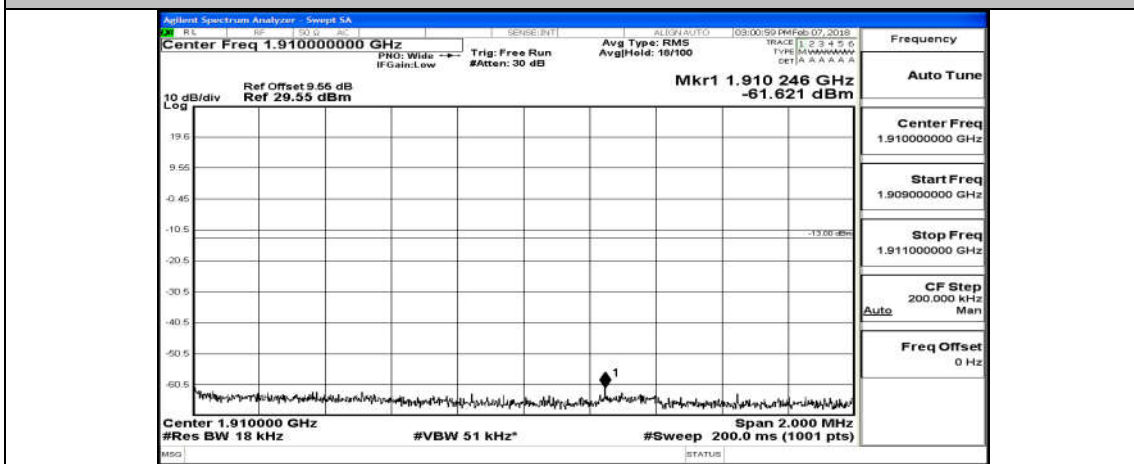 Agilent Spectrum Analyzer - Swept SA
RL RF 50 Ω AC SENSE:INT ALIGN AUTO 03:00:59 PM Feb 07, 2018
Center Freq 1.910000000 GHz
PNO: Wide
IFGain:Low
Trig: Free Run
#Atten: 30 dB
Avg Type: RMS
Avg|Hold: 18/100
TRACE 1 2 3 4 5 6
TYPE MWWWWW
DET A A A A A A
Ref Offset 9.55 dB
10 dB/div Ref 29.55 dBm
Log
Mkr1 1.910 246 GHz
-61.621 dBm
19.6
9.55
-0.45
-10.5
-13.00 dBm
-20.5
-30.5
-40.5
-50.5
-60.5
1
Center 1.910000 GHz Span 2.000 MHz
#Res BW 18 kHz #VBW 51 kHz* #Sweep 200.0 ms (1001 pts)
MSG STATUS
Frequency
Auto Tune
Center Freq
1.910000000 GHz
Start Freq
1.909000000 GHz
Stop Freq
1.911000000 GHz
CF Step
200.000 kHz
Auto Man
Freq Offset
0 Hz